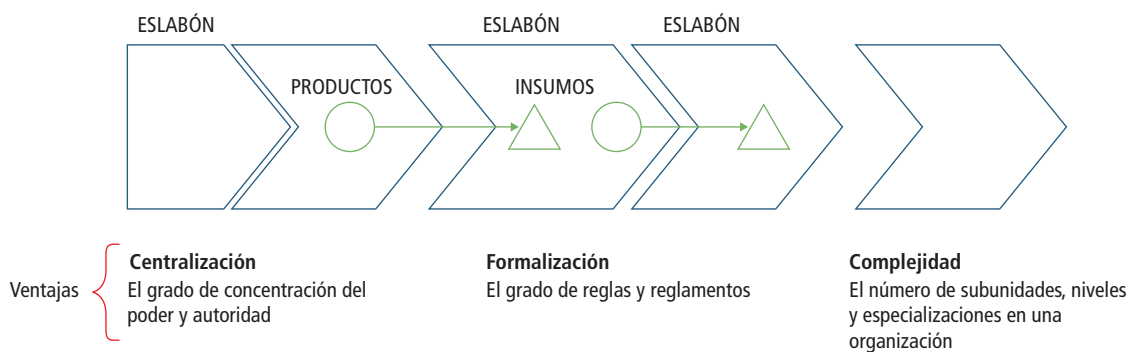 ESLABÓN
ESLABÓN
ESLABÓN
PRODUCTOS
INSUMOS
Ventajas
Centralización
El grado de concentración del
poder y autoridad
Formalización
El grado de reglas y reglamentos
Complejidad
El número de subunidades, niveles
y especializaciones en una
organización